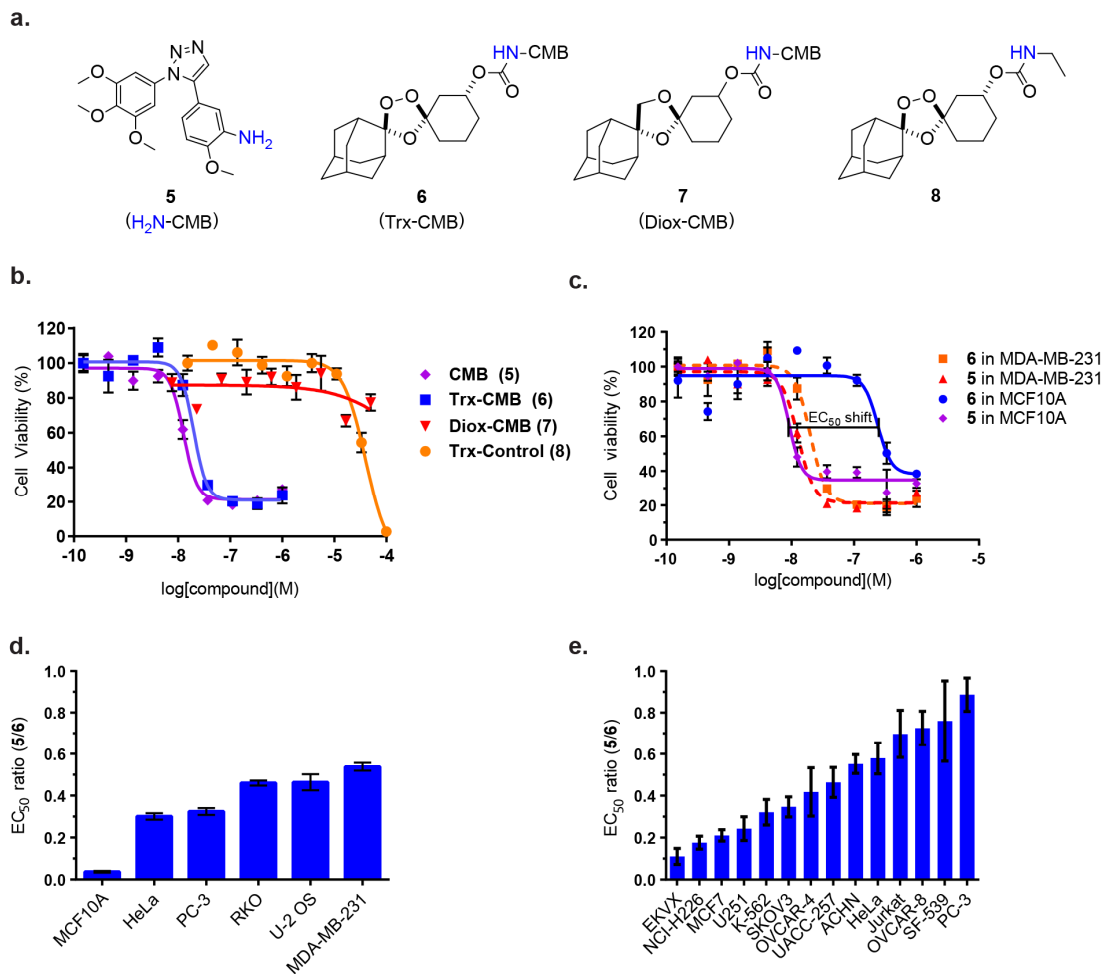 a.
N=N
N
O
O
O
NH2
O
5
(H2N-CMB)
HN-CMB
O
O
O-O
O
6
(Trx-CMB)
HN-CMB
O
O
O
O
7
(Diox-CMB)
HN
O
O
O-O
O
8
b.
120
100
80
60
40
20
0
Cell Viability (%)
-10
-9
-8
-7
-6
-5
-4
log[compound](M)
CMB (5)
Trx-CMB (6)
Diox-CMB (7)
Trx-Control (8)
c.
120
100
80
60
40
20
0
Cell viability (%)
EC50 shift
-10
-9
-8
-7
-6
-5
log[compound](M)
6 in MDA-MB-231
5 in MDA-MB-231
6 in MCF10A
5 in MCF10A
d.
1.0
0.8
0.6
0.4
0.2
0.0
EC50 ratio (5/6)
MCF10A
HeLa
PC-3
RKO
U-2 OS
MDA-MB-231
e.
1.0
0.8
0.6
0.4
0.2
0.0
EC50 ratio (5/6)
EKVX
NCI-H226
MCF7
U251
K-562
SKOV3
OVCAR-4
UACC-257
ACHN
HeLa
Jurkat
OVCAR-8
SF-539
PC-3